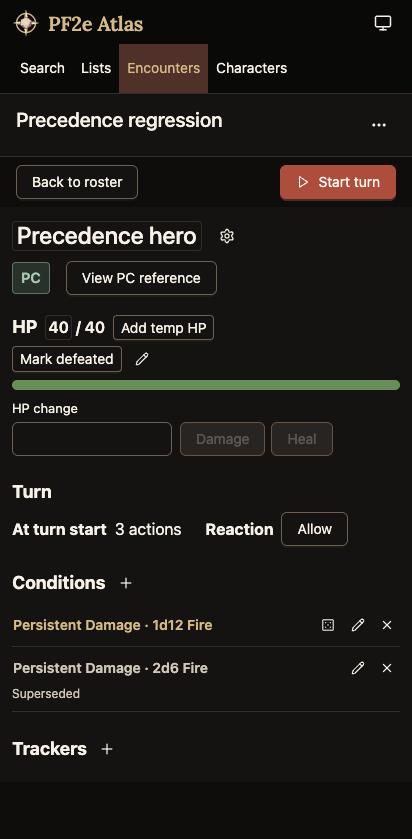 PF2e Atlas
Search Lists Encounters Characters
Precedence regression
Back to roster Start turn
Precedence hero
PC View PC reference
HP 40 / 40 Add temp HP
Mark defeated
HP change
Damage Heal
Turn
At turn start 3 actions Reaction Allow
Conditions
Persistent Damage · 1d12 Fire
Persistent Damage · 2d6 Fire
Superseded
Trackers